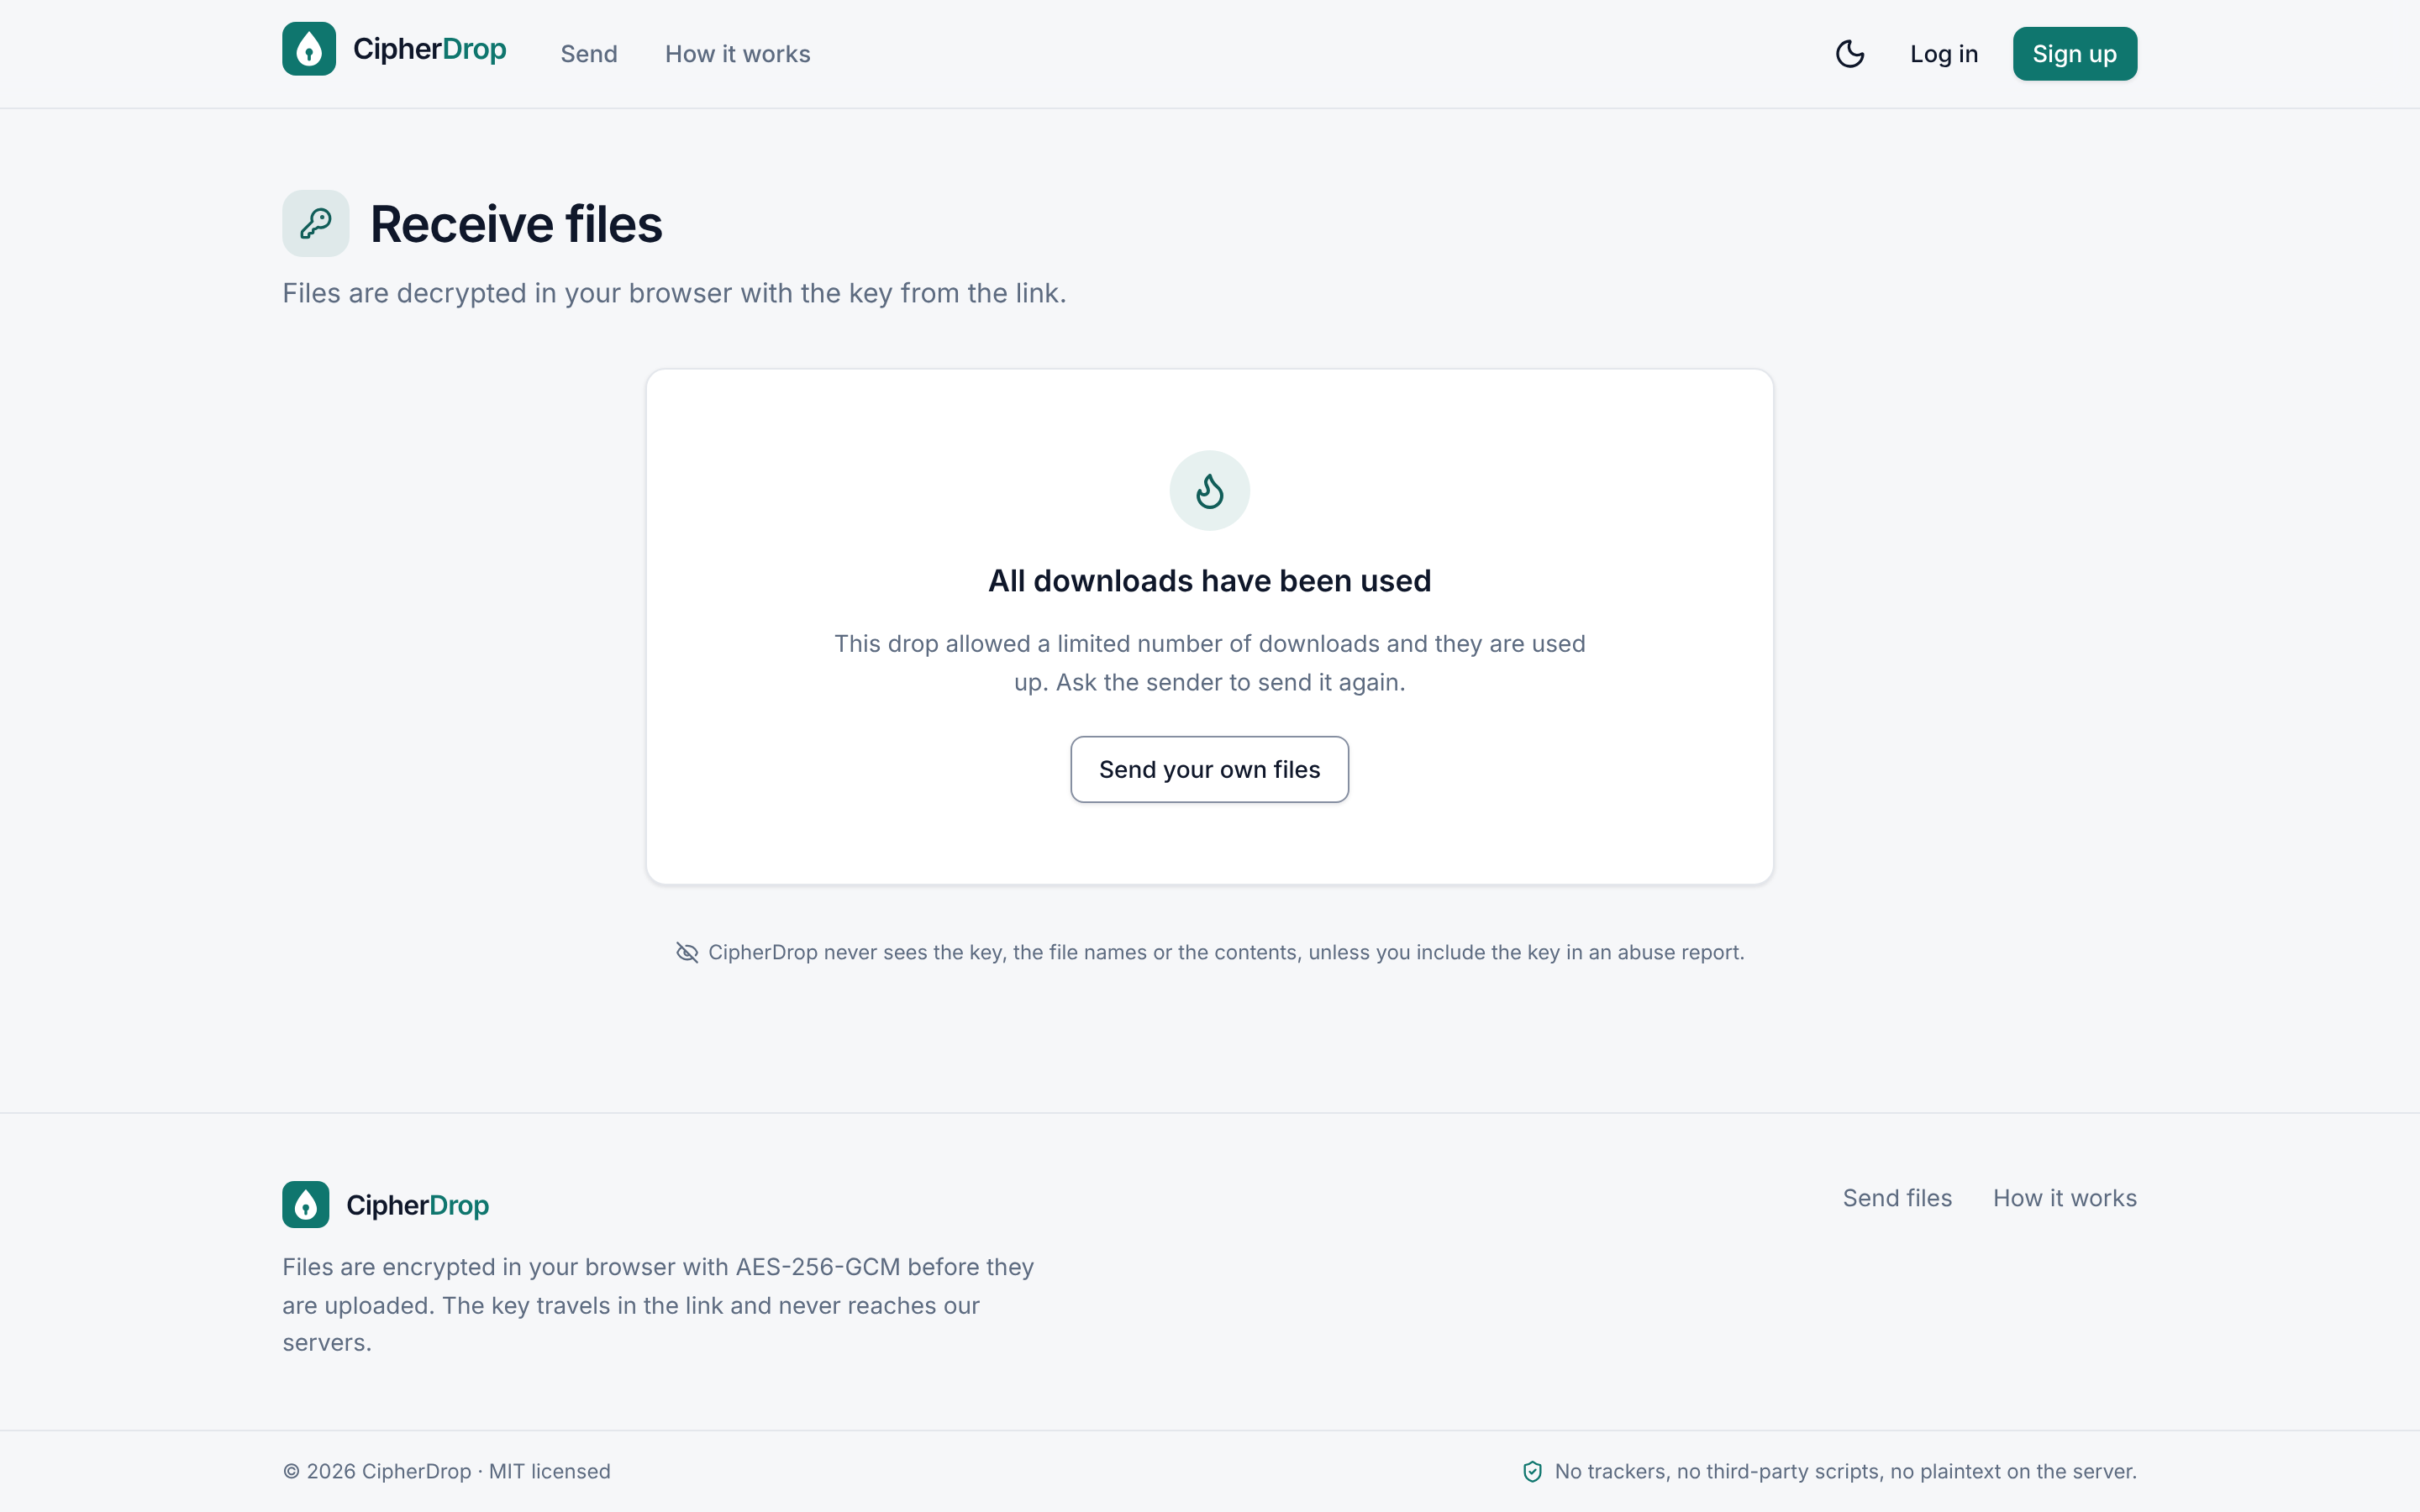 CipherDrop
Send
How it works
Log in
Sign up
Receive files
Files are decrypted in your browser with the key from the link.
All downloads have been used
This drop allowed a limited number of downloads and they are used
up. Ask the sender to send it again.
Send your own files
CipherDrop never sees the key, the file names or the contents, unless you include the key in an abuse report.
CipherDrop
Send files
How it works
Files are encrypted in your browser with AES-256-GCM before they
are uploaded. The key travels in the link and never reaches our
servers.
© 2026 CipherDrop · MIT licensed
No trackers, no third-party scripts, no plaintext on the server.